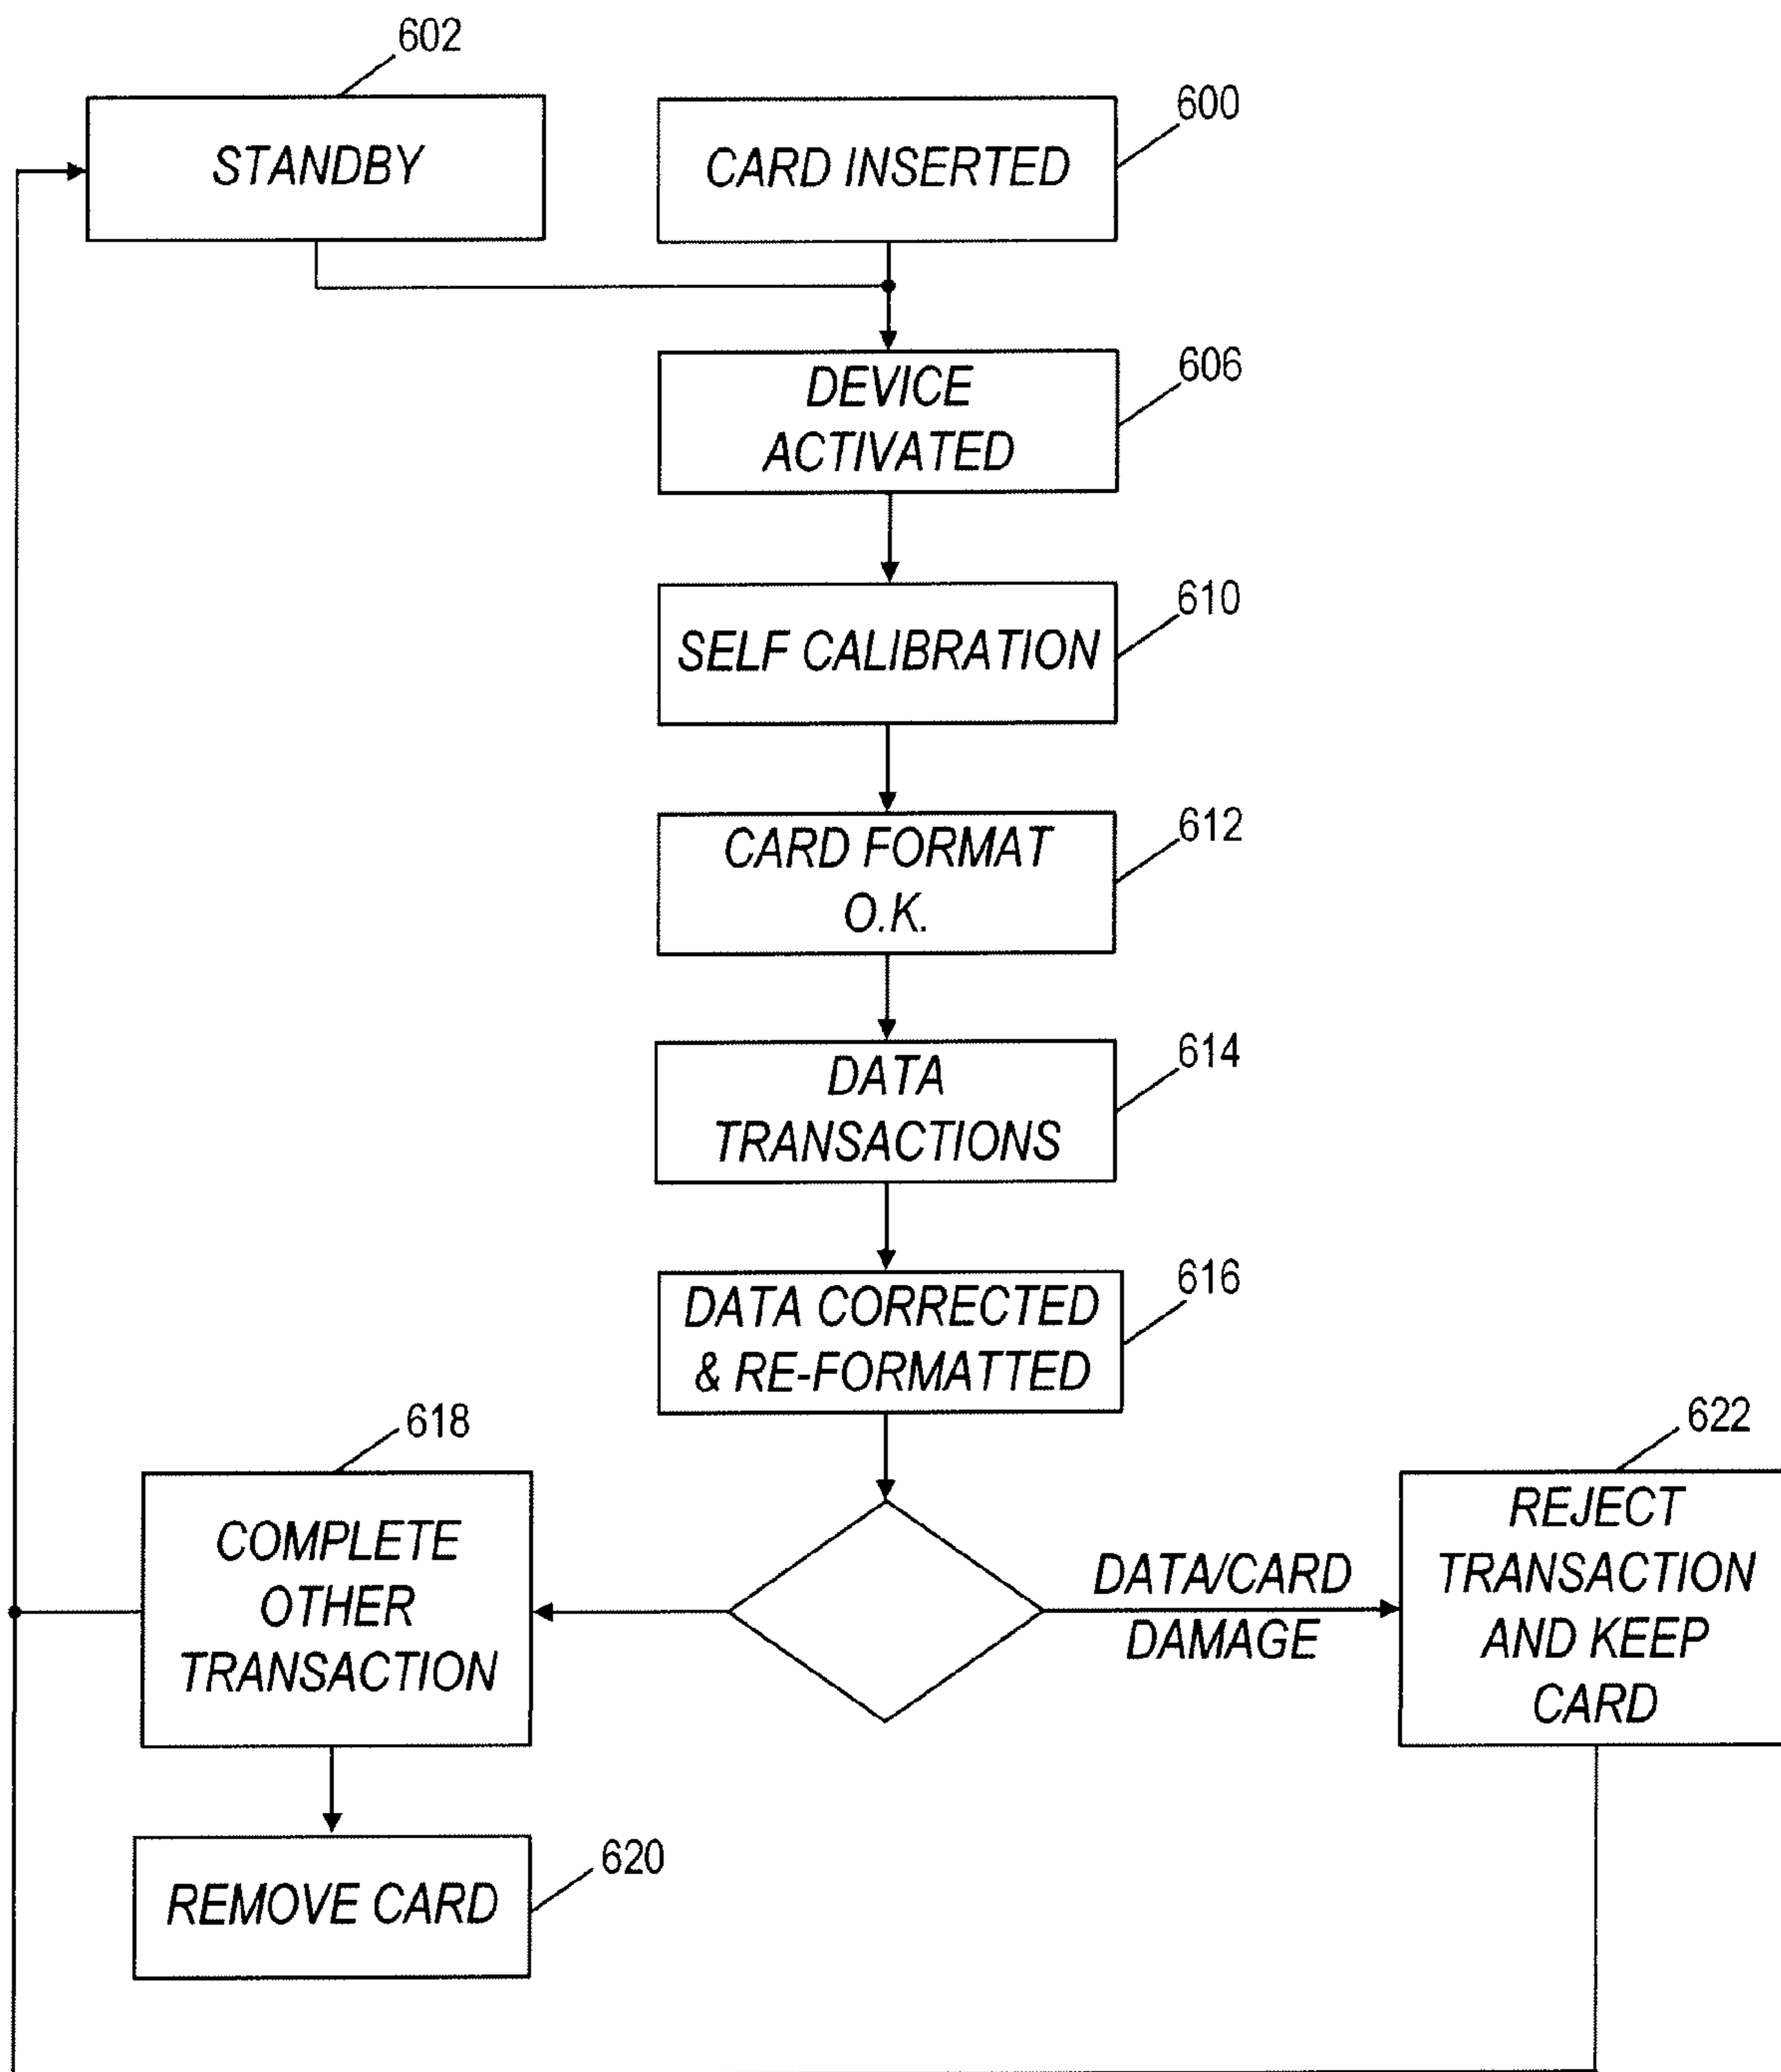 602
STANDBY
600
CARD INSERTED
606
DEVICE
ACTIVATED
610
SELF CALIBRATION
612
CARD FORMAT
O.K.
614
DATA
TRANSACTIONS
616
DATA CORRECTED
& RE-FORMATTED
618
COMPLETE
OTHER
TRANSACTION
DATA/CARD
DAMAGE
622
REJECT
TRANSACTION
AND KEEP
CARD
620
REMOVE CARD